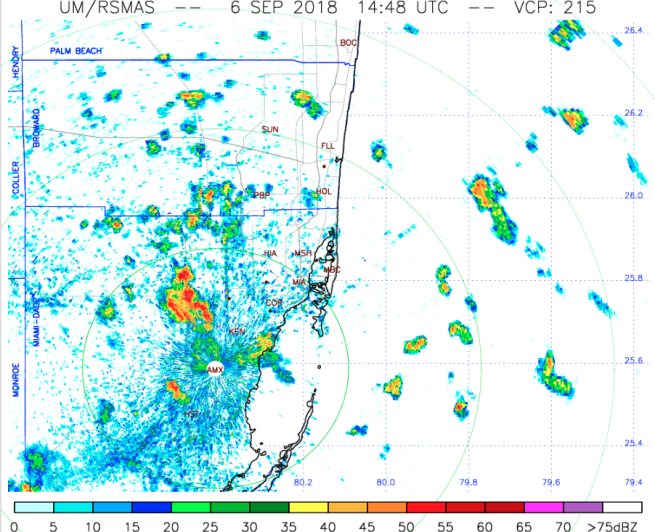 UM/RSMAS -- 6 SEP 2018 14:48 UTC -- VCP: 215
HENDRY
PALM BEACH
BOC
26.4
BROWARD
26.2
SUN
FLL
COLLIER
PBP
HOL
26.0
HIA
MSH
MBC
MIA
25.8
MIAMI-DADE
COR
KEN
25.6
AMX
MONROE
HST
25.4
80.2
80.0
79.8
79.6
79.4
0 5 10 15 20 25 30 35 40 45 50 55 60 65 70 >75dBZ